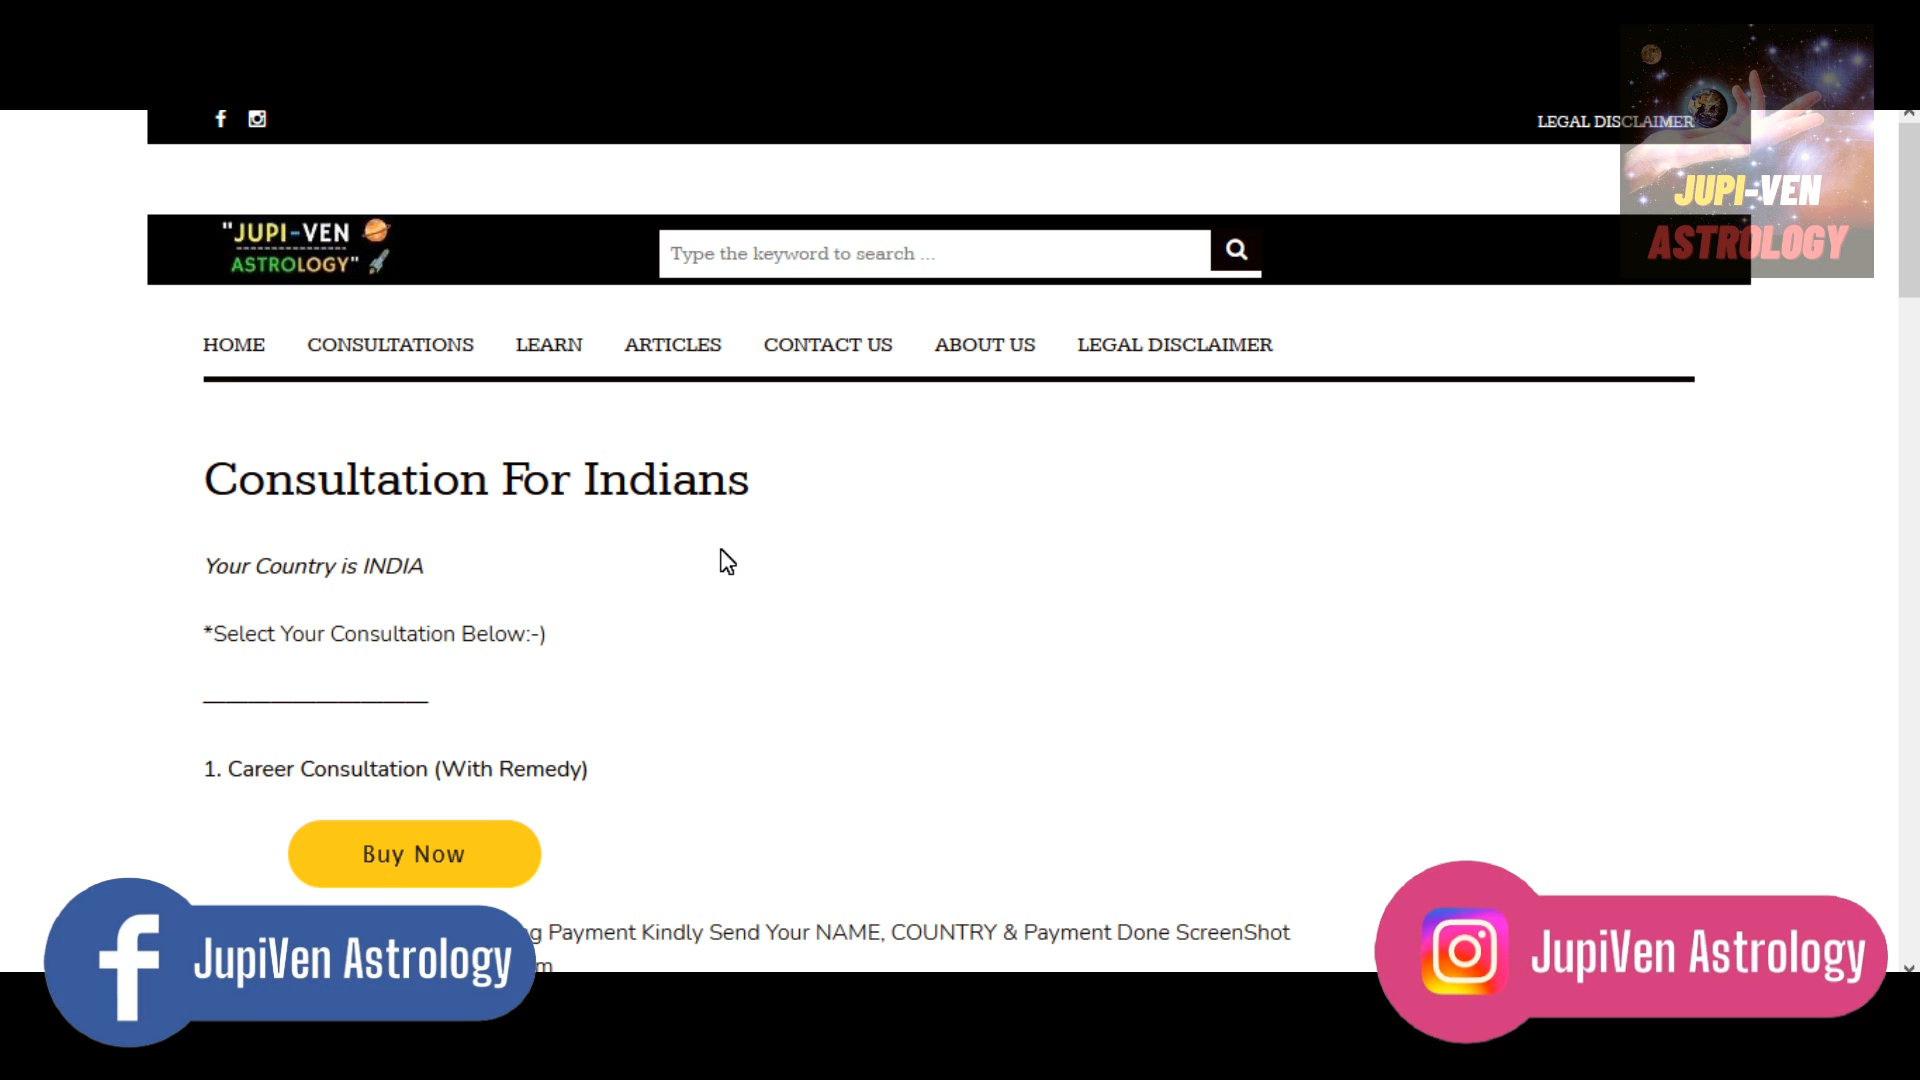 LEGAL DISCLAIMER
JUPI-VEN
ASTROLOGY
"JUPI-VEN
ASTROLOGY"
Type the keyword to search ...
HOME CONSULTATIONS LEARN ARTICLES CONTACT US ABOUT US LEGAL DISCLAIMER
Consultation For Indians
Your Country is INDIA
*Select Your Consultation Below:-)
1. Career Consultation (With Remedy)
Buy Now
Payment Kindly Send Your NAME, COUNTRY & Payment Done ScreenShot
JupiVen Astrology
JupiVen Astrology